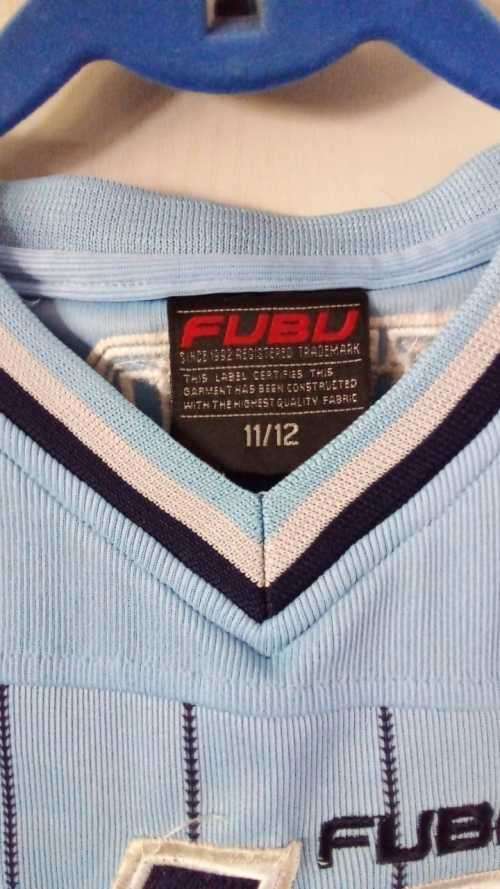 FUBU
SINCE 1992 REGISTERED TRADEMARK
THIS LABEL CERTIFIES THIS
GARMENT HAS BEEN CONSTRUCTED
WITH THE HIGHEST QUALITY FABRIC
11/12
FUB